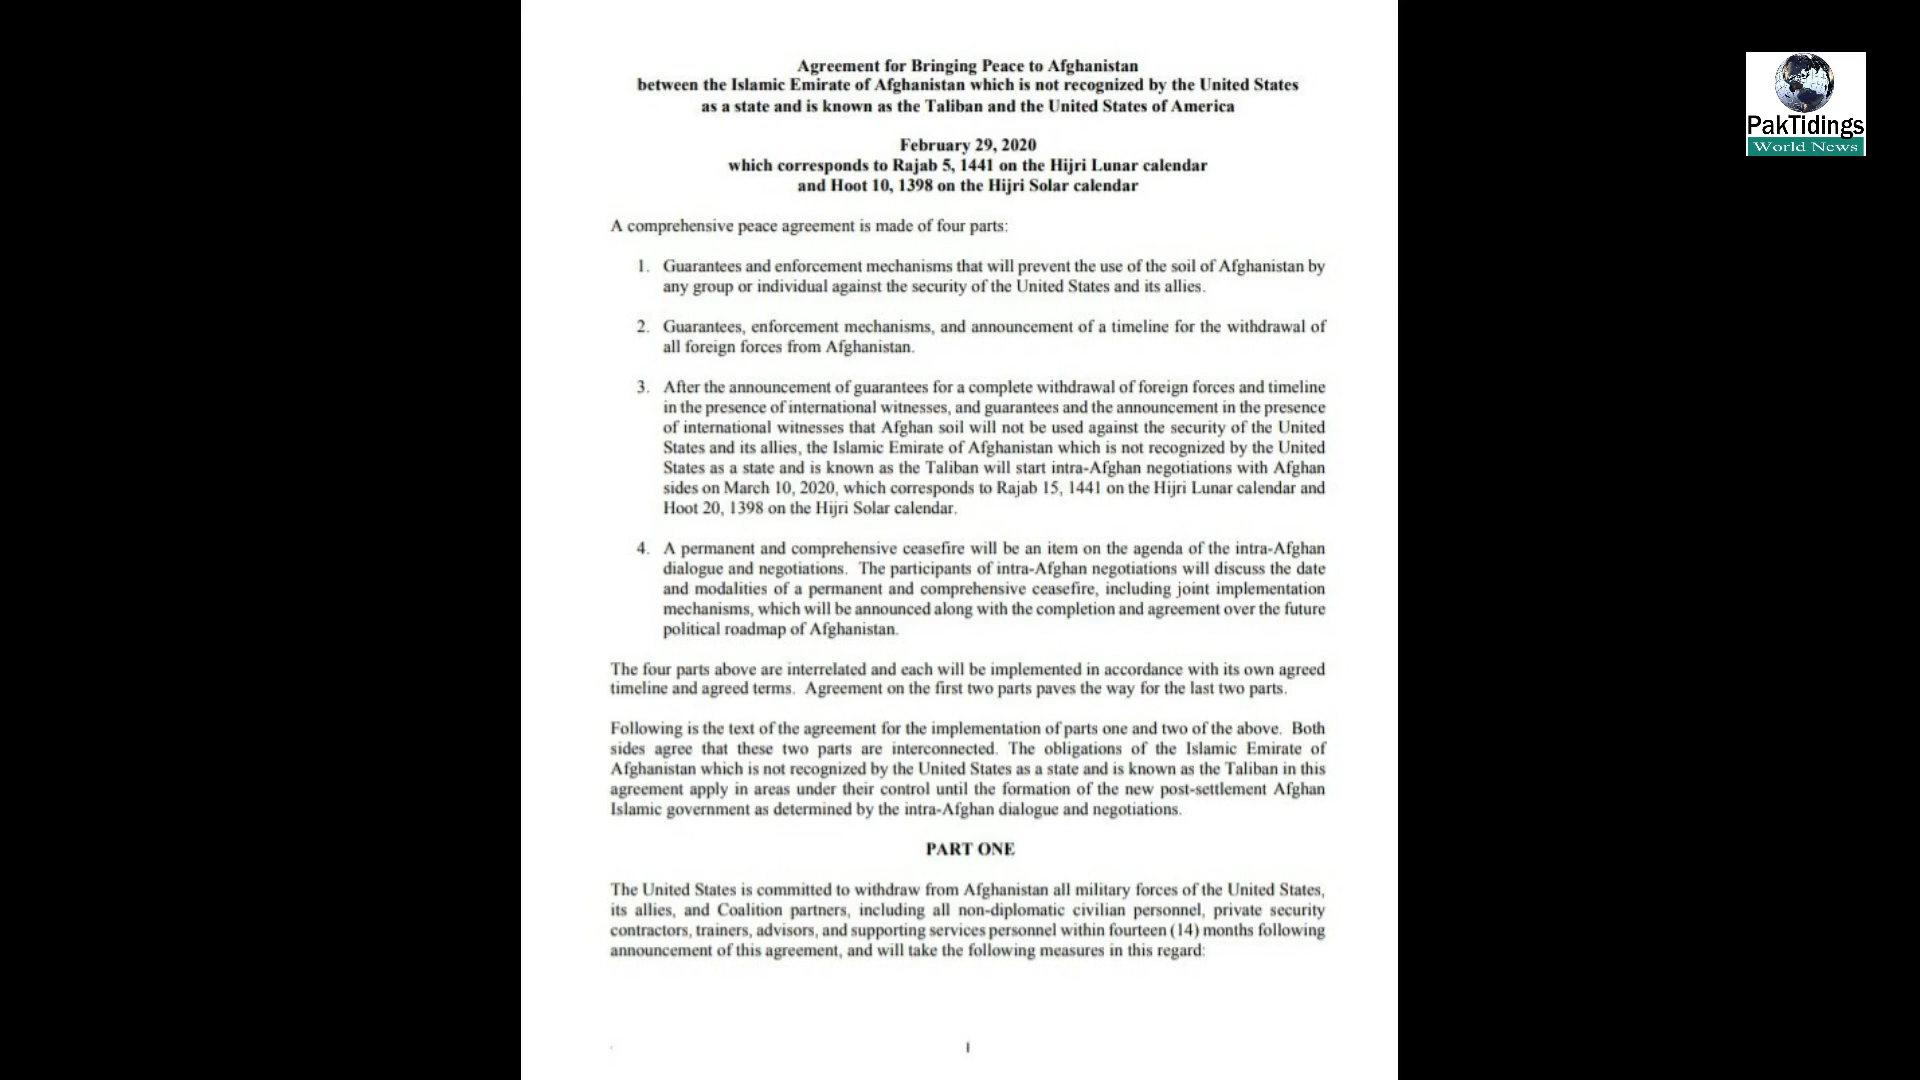 Agreement for Bringing Peace to Afghanistan
between the Islamic Emirate of Afghanistan which is not recognized by the United States
as a state and is known as the Taliban and the United States of America
February 29, 2020
which corresponds to Rajab 5, 1441 on the Hijri Lunar calendar
and Hoot 10, 1398 on the Hijri Solar calendar
A comprehensive peace agreement is made of four parts:
1. Guarantees and enforcement mechanisms that will prevent the use of the soil of Afghanistan by
any group or individual against the security of the United States and its allies.
2. Guarantees, enforcement mechanisms, and announcement of a timeline for the withdrawal of
all foreign forces from Afghanistan.
3. After the announcement of guarantees for a complete withdrawal of foreign forces and timeline
in the presence of international witnesses, and guarantees and the announcement in the presence
of international witnesses that Afghan soil will not be used against the security of the United
States and its allies, the Islamic Emirate of Afghanistan which is not recognized by the United
States as a state and is known as the Taliban will start intra-Afghan negotiations with Afghan
sides on March 10, 2020, which corresponds to Rajab 15, 1441 on the Hijri Lunar calendar and
Hoot 20, 1398 on the Hijri Solar calendar.
4. A permanent and comprehensive ceasefire will be an item on the agenda of the intra-Afghan
dialogue and negotiations. The participants of intra-Afghan negotiations will discuss the date
and modalities of a permanent and comprehensive ceasefire, including joint implementation
mechanisms, which will be announced along with the completion and agreement over the future
political roadmap of Afghanistan.
The four parts above are interrelated and each will be implemented in accordance with its own agreed
timeline and agreed terms. Agreement on the first two parts paves the way for the last two parts.
Following is the text of the agreement for the implementation of parts one and two of the above. Both
sides agree that these two parts are interconnected. The obligations of the Islamic Emirate of
Afghanistan which is not recognized by the United States as a state and is known as the Taliban in this
agreement apply in areas under their control until the formation of the new post-settlement Afghan
Islamic government as determined by the intra-Afghan dialogue and negotiations.
PART ONE
The United States is committed to withdraw from Afghanistan all military forces of the United States,
its allies, and Coalition partners, including all non-diplomatic civilian personnel, private security
contractors, trainers, advisors, and supporting services personnel within fourteen (14) months following
announcement of this agreement, and will take the following measures in this regard:
1
PakTidings
World News